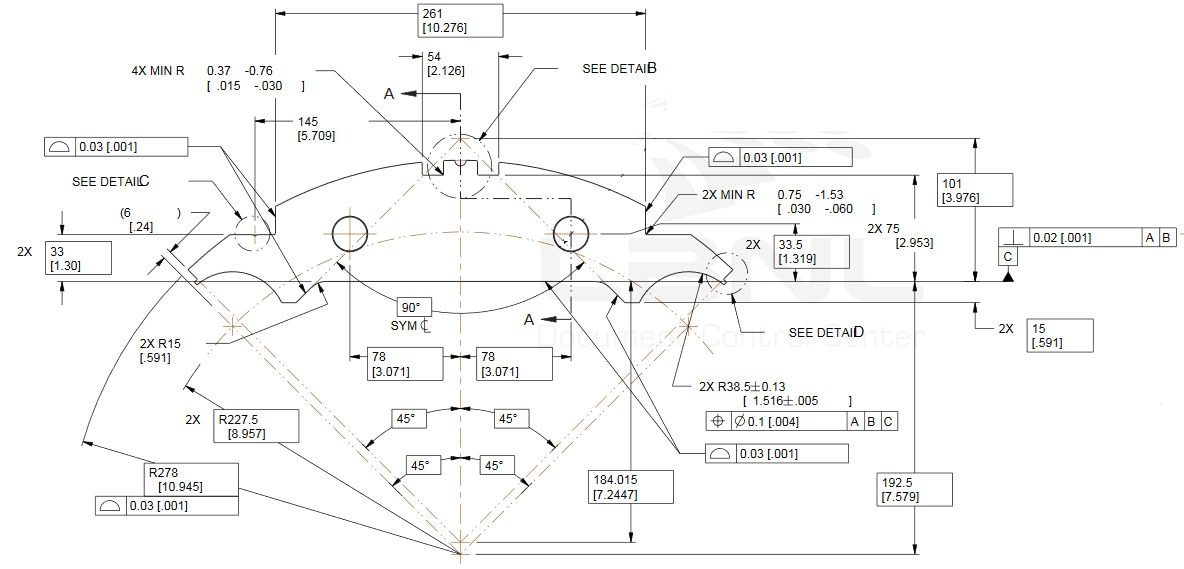 261
[10.276]
54
[2.126]
4X MIN R 0.37 -0.76
[ .015 -.030 ]
A
SEE DETAIL B
145
[5.709]
0.03 [.001]
0.03 [.001]
SEE DETAIL C
2X MIN R 0.75 -1.53
[ .030 -.060 ]
101
[3.976]
(6 )
[.24]
2X 75
[2.953]
2X 33
[1.30]
2X 33.5
[1.319]
0.02 [.001] A B
C
90°
SYM ℄
A
SEE DETAIL D
2X 15
[.591]
Document Control Center
2X R15
[.591]
78
[3.071]
78
[3.071]
2X R38.5±0.13
[ 1.516±.005 ]
2X R227.5
[8.957]
45°
45°
⌀ 0.1 [.004] A B C
0.03 [.001]
45°
45°
R278
[10.945]
184.015
[7.2447]
192.5
[7.579]
0.03 [.001]